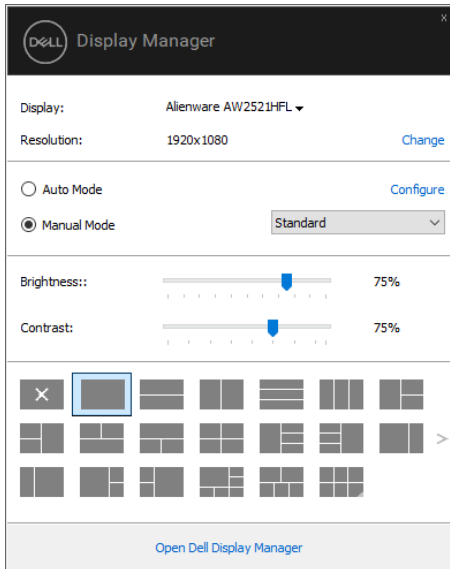 x
DELL Display Manager
Display: Alienware AW2521HFL
Resolution: 1920x1080 Change
Auto Mode Configure
Manual Mode Standard
Brightness:: 75%
Contrast: 75%
Open Dell Display Manager